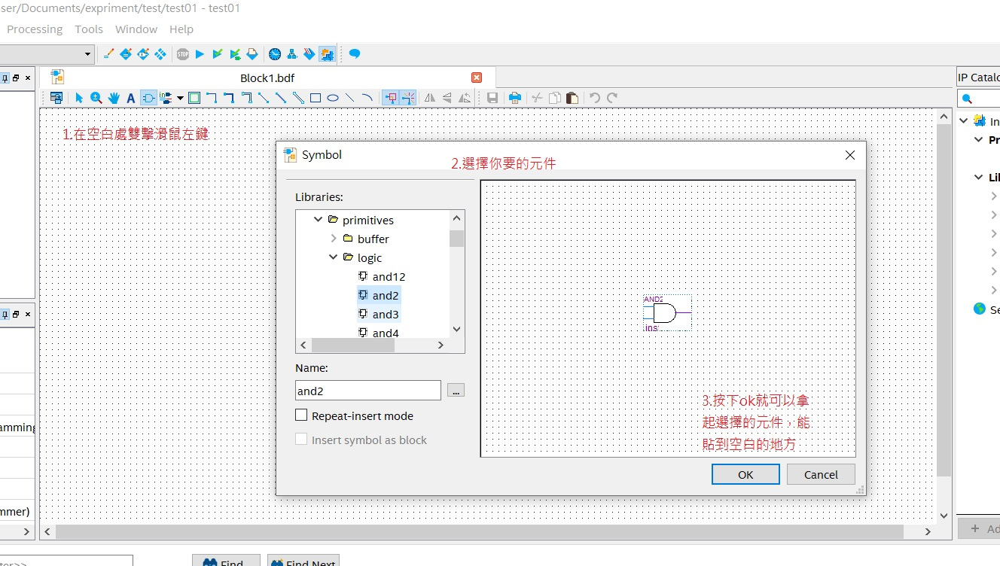 ser/Documents/expriment/test/test01 - test01
Processing Tools Window Help
Block1.bdf
IP Catalo
1.在空白處雙擊滑鼠左鍵
Symbol
2.選擇你要的元件
Libraries:
primitives
buffer
logic
and12
and2
and3
and4
AND2
inst
Name:
and2
...
Repeat-insert mode
Insert symbol as block
3.按下ok就可以拿
起選擇的元件，能
貼到空白的地方
OK Cancel
In
Pr
Lib
Se
amming
mmer)
+ Ad
ter>>
Find Find Next